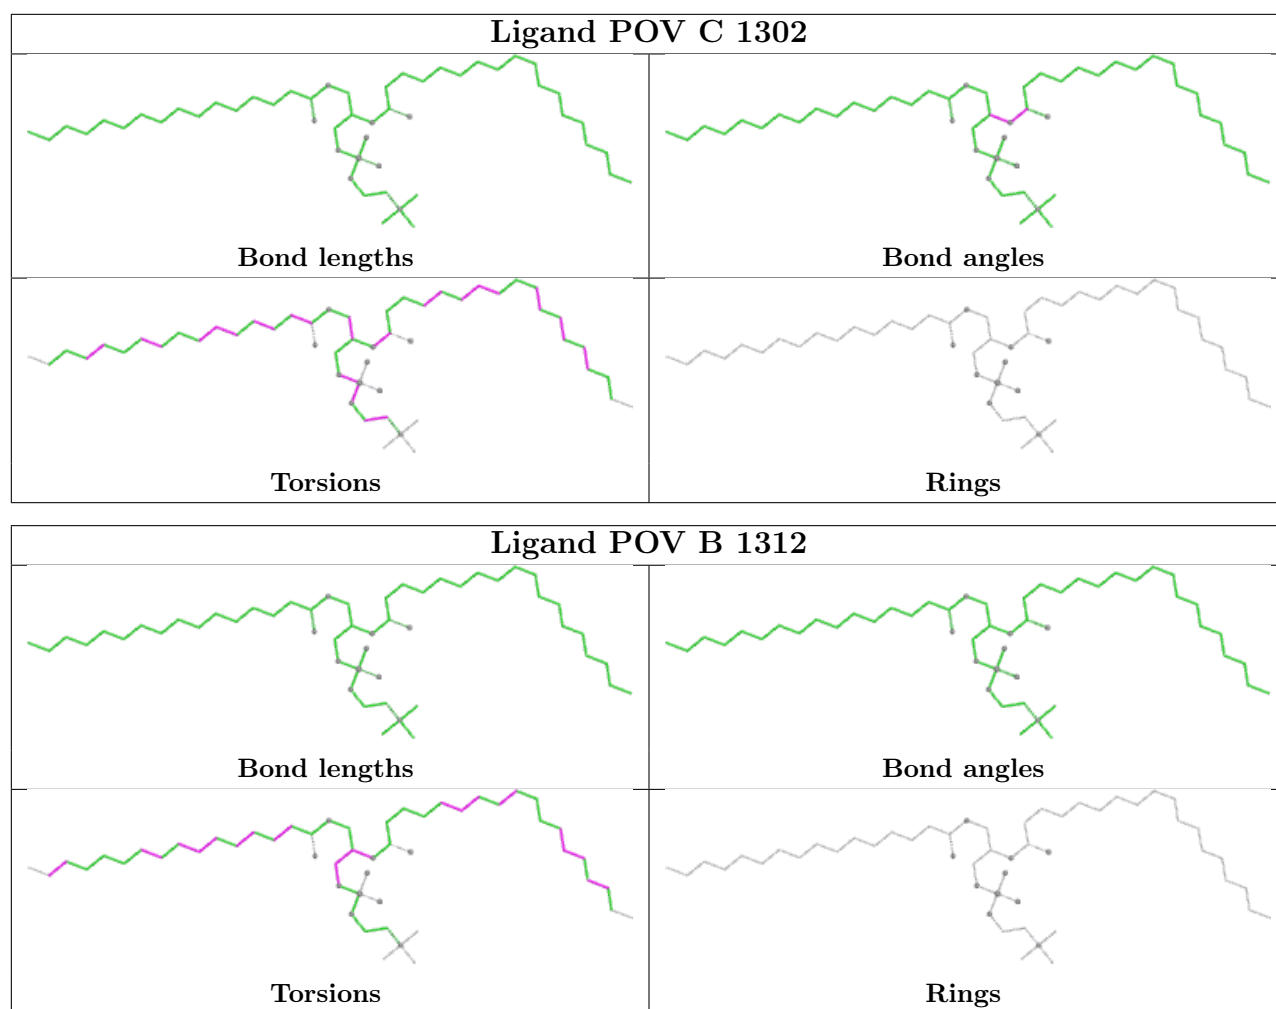 Ligand POV C 1302
Bond lengths
Bond angles
Torsions
Rings
Ligand POV B 1312
Bond lengths
Bond angles
Torsions
Rings